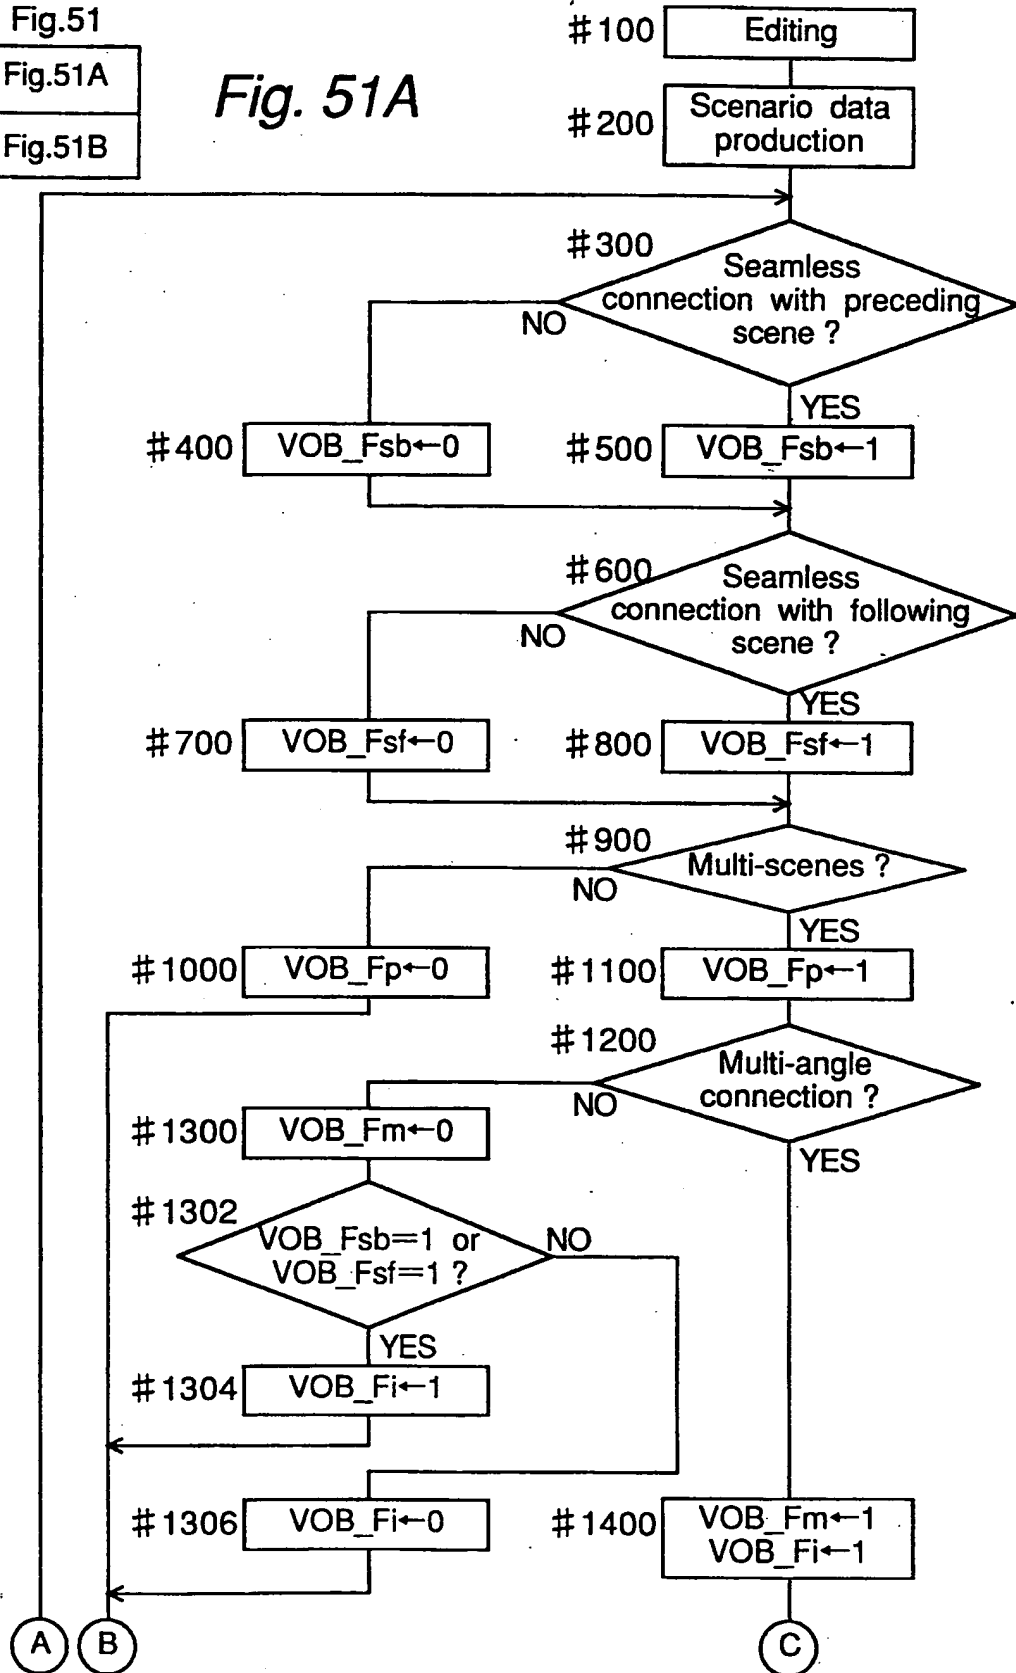 Fig.51
Fig.51A
Fig.51B
Fig. 51A
#100
Editing
#200
Scenario data
production
#300
Seamless
connection with preceding
scene ?
NO
YES
#400
VOB_Fsb←0
#500
VOB_Fsb←1
#600
Seamless
connection with following
scene ?
NO
YES
#700
VOB_Fsf←0
#800
VOB_Fsf←1
#900
Multi-scenes ?
NO
YES
#1000
VOB_Fp←0
#1100
VOB_Fp←1
#1200
Multi-angle
connection ?
NO
YES
#1300
VOB_Fm←0
#1302
VOB_Fsb=1 or
VOB_Fsf=1 ?
NO
YES
#1304
VOB_Fi←1
#1306
VOB_Fi←0
#1400
VOB_Fm←1
VOB_Fi←1
A
B
C